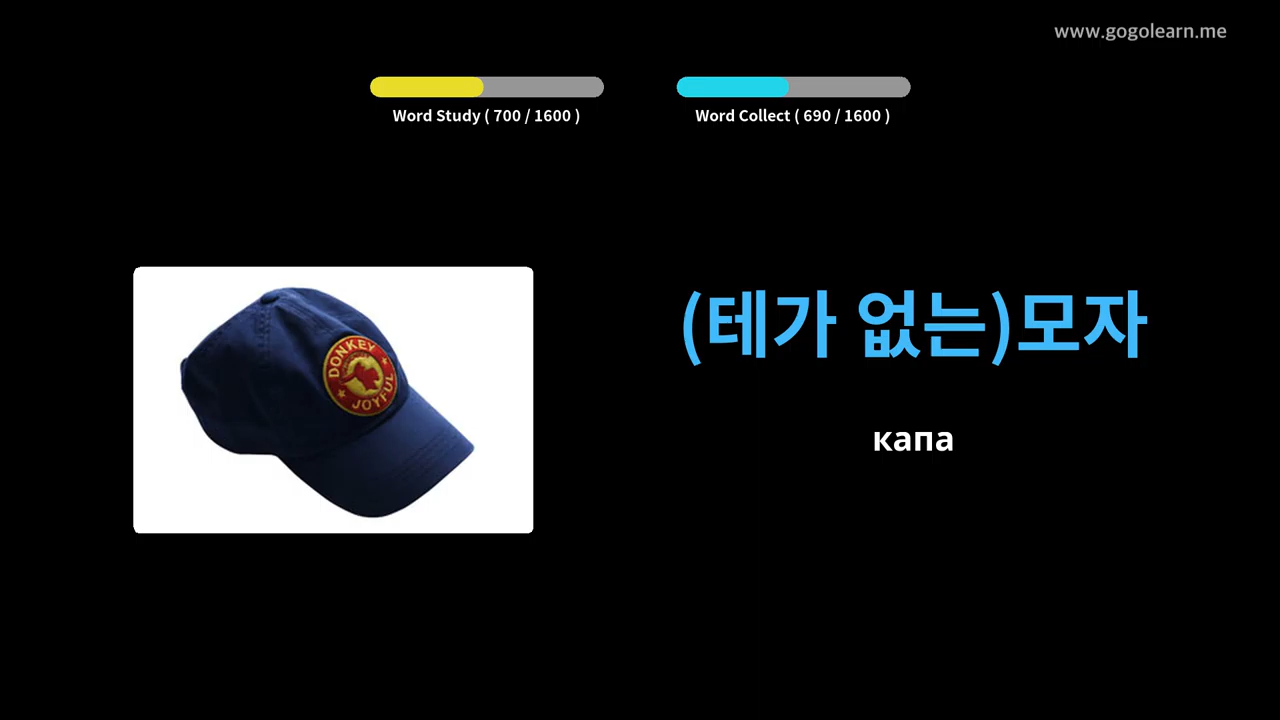 www.gogolearn.me
Word Study ( 700 / 1600 )
Word Collect ( 690 / 1600 )
DONKEY
JOYFUL
(테가 없는)모자
капа